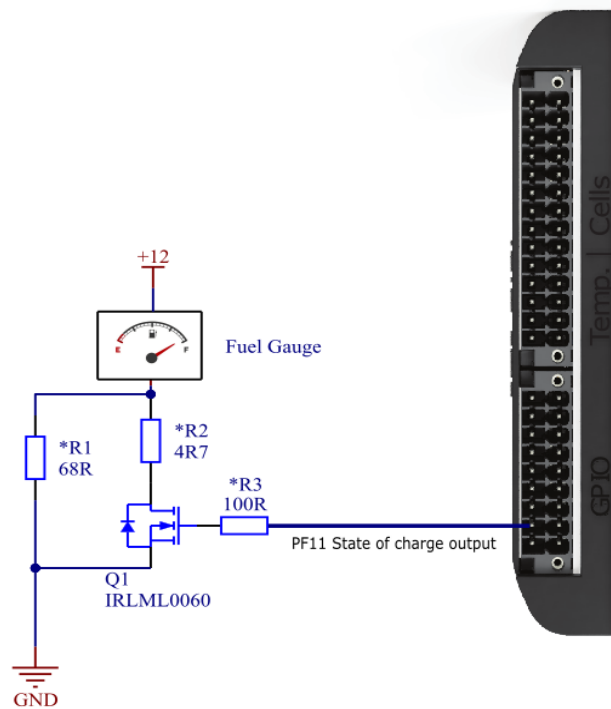 +12
E
F
Fuel Gauge
*R1
68R
*R2
4R7
*R3
100R
PF11 State of charge output
Q1
IRLML0060
GND
Temp. | Cells
GPIO